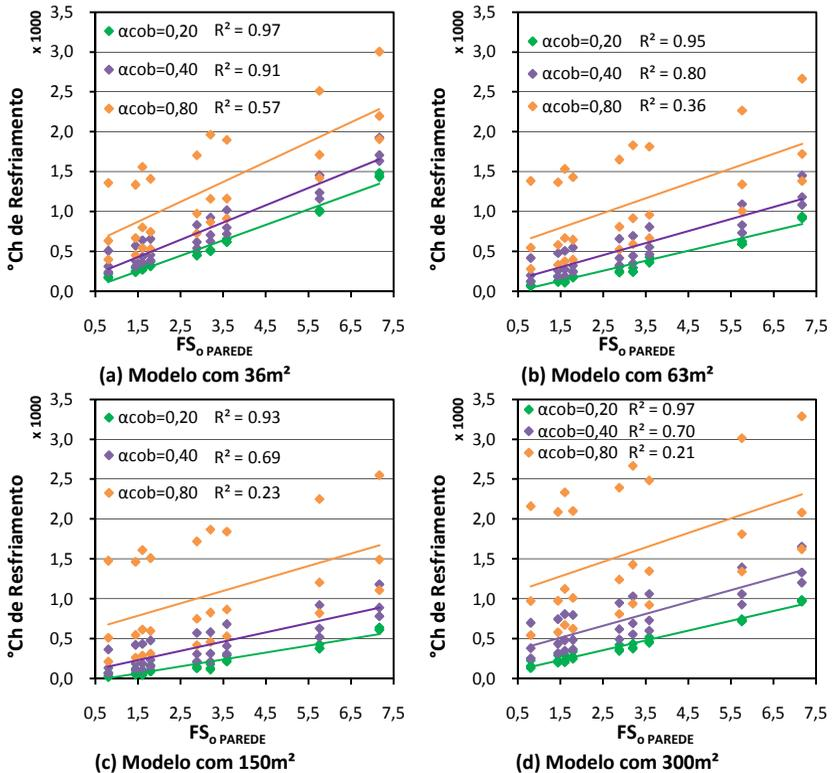 x 1000
°Ch de Resfriamento
3,5
3,0
2,5
2,0
1,5
1,0
0,5
0,0
αcob=0,20 R² = 0.97
αcob=0,40 R² = 0.91
αcob=0,80 R² = 0.57
0,5 1,5 2,5 3,5 4,5 5,5 6,5 7,5
FSo PAREDE
(a) Modelo com 36m²
x 1000
°Ch de Resfriamento
3,5
3,0
2,5
2,0
1,5
1,0
0,5
0,0
αcob=0,20 R² = 0.95
αcob=0,40 R² = 0.80
αcob=0,80 R² = 0.36
0,5 1,5 2,5 3,5 4,5 5,5 6,5 7,5
FSo PAREDE
(b) Modelo com 63m²
x 1000
°Ch de Resfriamento
3,5
3,0
2,5
2,0
1,5
1,0
0,5
0,0
αcob=0,20 R² = 0.93
αcob=0,40 R² = 0.69
αcob=0,80 R² = 0.23
0,5 1,5 2,5 3,5 4,5 5,5 6,5 7,5
FSo PAREDE
(c) Modelo com 150m²
x 1000
°Ch de Resfriamento
3,5
3,0
2,5
2,0
1,5
1,0
0,5
0,0
αcob=0,20 R² = 0.97
αcob=0,40 R² = 0.70
αcob=0,80 R² = 0.21
0,5 1,5 2,5 3,5 4,5 5,5 6,5 7,5
FSo PAREDE
(d) Modelo com 300m²